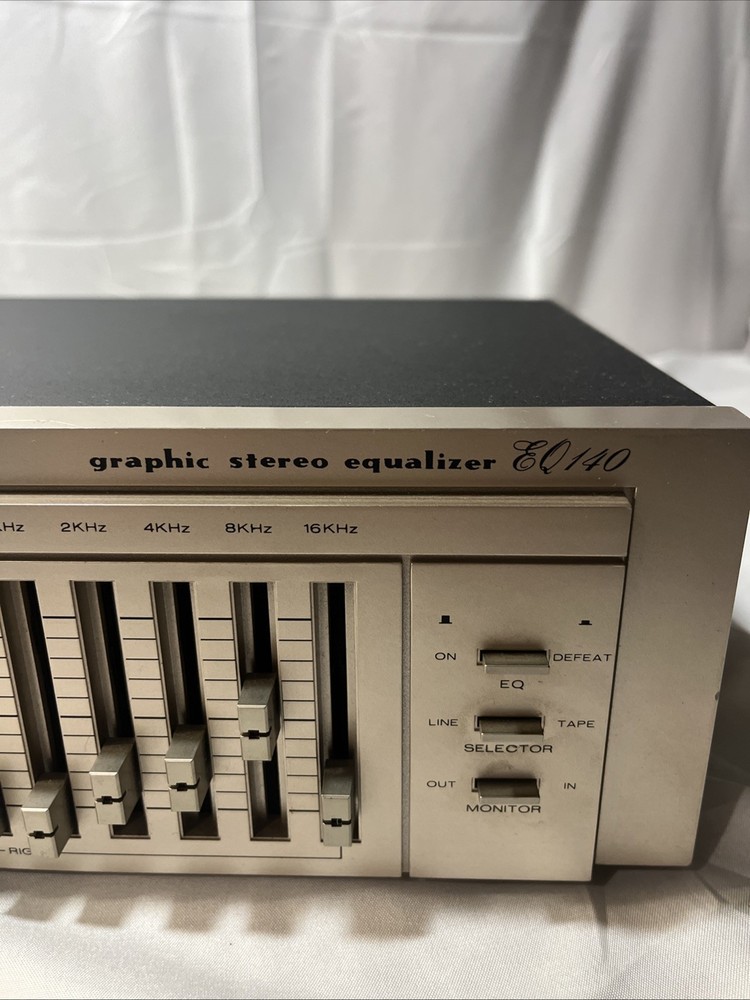 graphic stereo equalizer EQ140
2KHz 4KHz 8KHz 16KHz
ON DEFEAT
EQ
LINE TAPE
SELECTOR
OUT IN
MONITOR